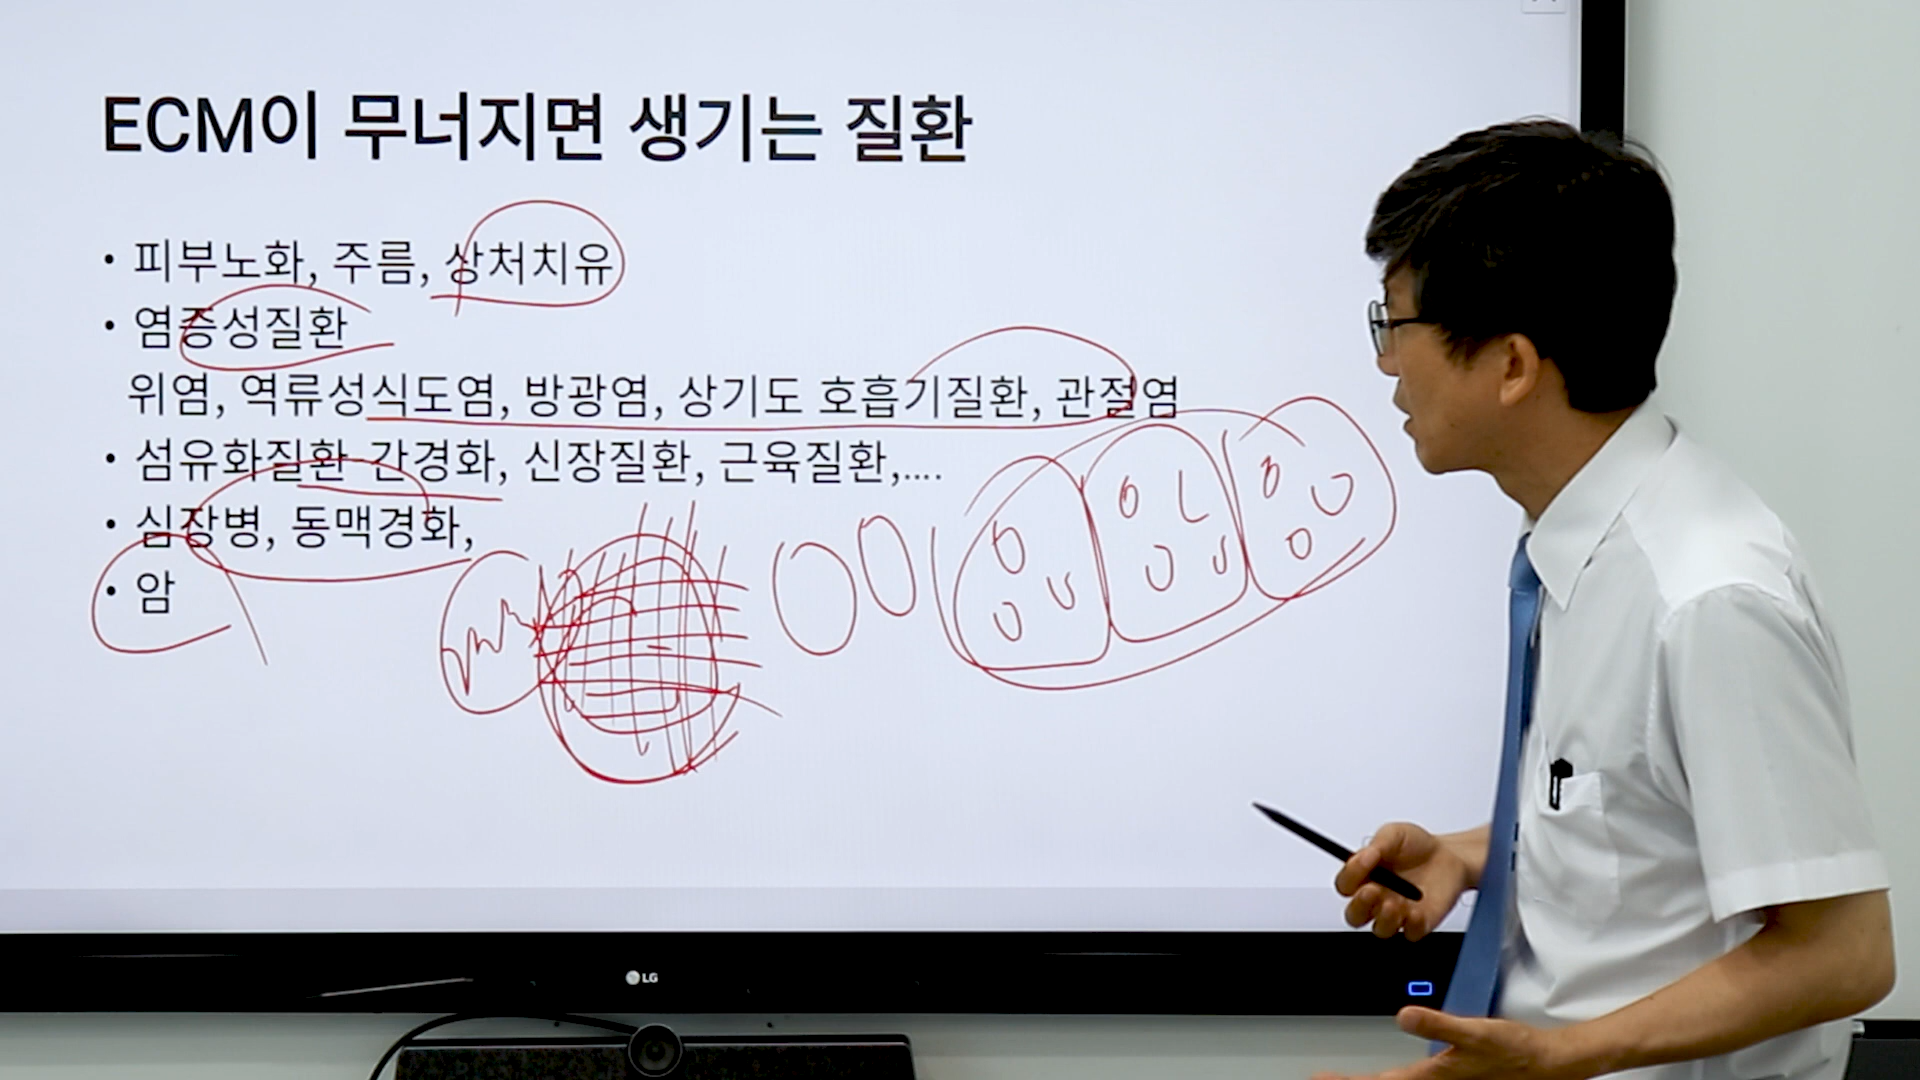 ECM이 무너지면 생기는 질환
• 피부노화, 주름, 상처치유
• 염증성질환
위염, 역류성식도염, 방광염, 상기도 호흡기질환, 관절염
• 섬유화질환 간경화, 신장질환, 근육질환,....
• 심장병, 동맥경화,
• 암
LG